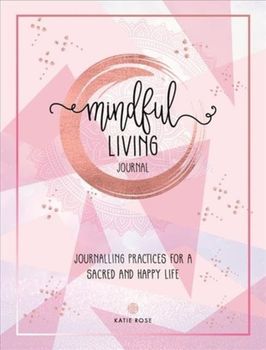 mindful
LIVING
JOURNAL
JOURNALLING PRACTICES FOR A
SACRED AND HAPPY LIFE
KATIE ROSE